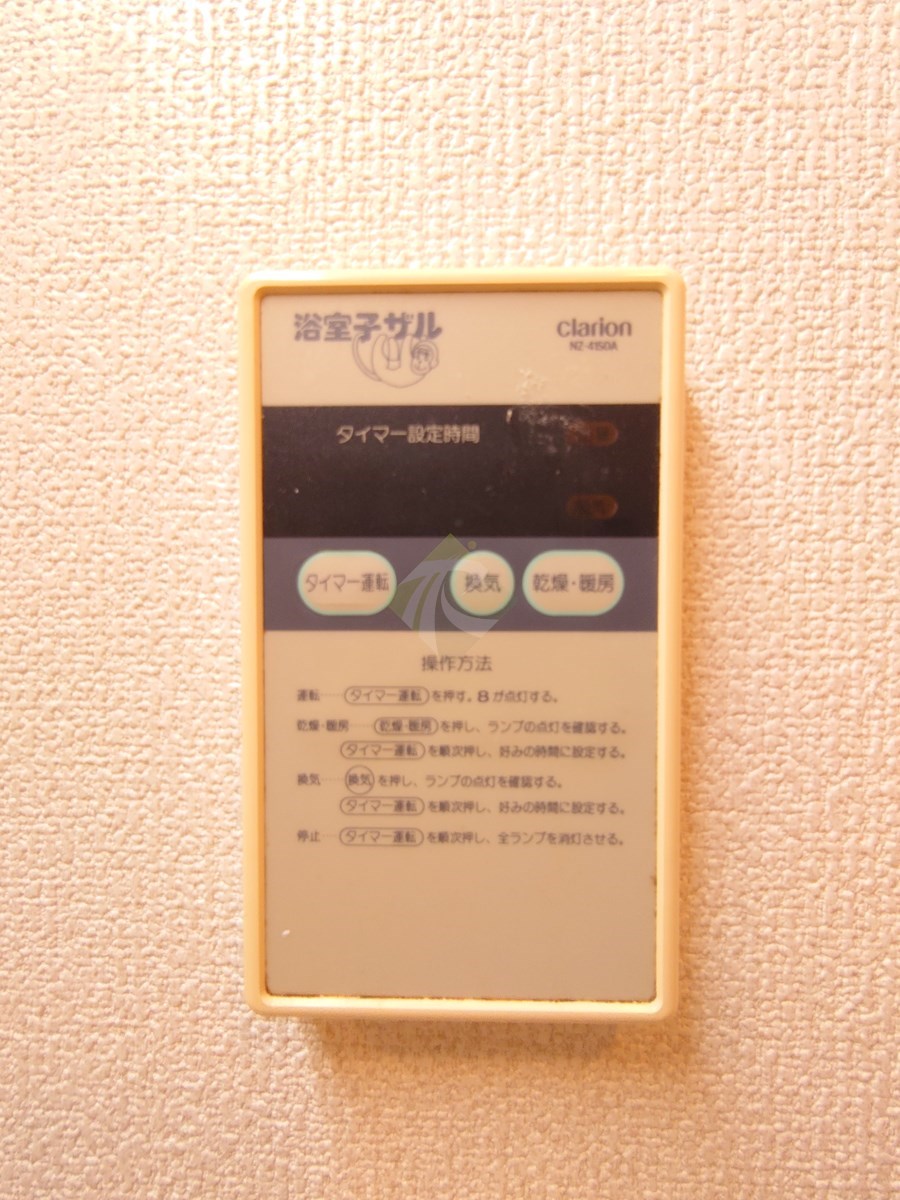 浴室子ザル
clarion
NZ-415DA
タイマー設定時間
タイマー運転 換気 乾燥・暖房
操作方法
運転 タイマー運転 を押す。8が点灯する。
乾燥・暖房 乾燥・暖房 を押し、ランプの点灯を確認する。
タイマー運転 を順次押し、好みの時間に設定する。
換気 換気 を押し、ランプの点灯を確認する。
タイマー運転 を順次押し、好みの時間に設定する。
停止 タイマー運転 を順次押し、全ランプを消灯させる。